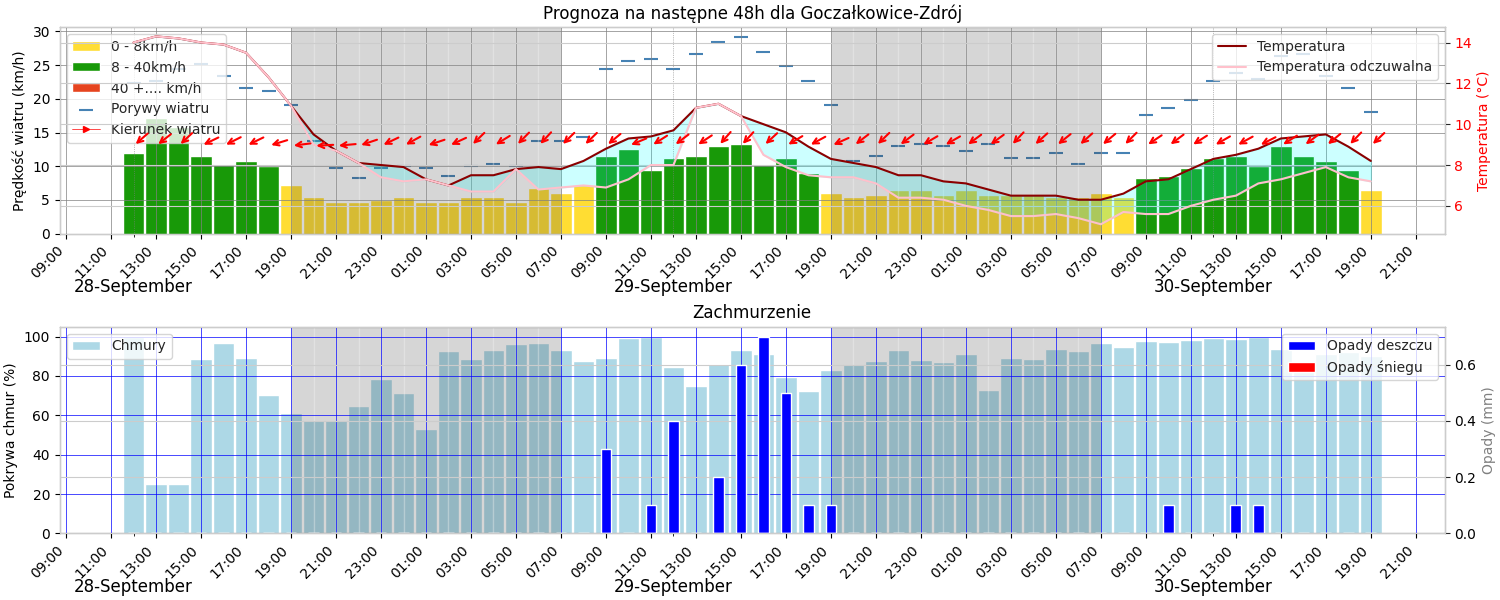 Prognoza na następne 48h dla Goczałkowice-Zdrój
Prędkość wiatru (km/h)
30
25
20
15
10
5
0
0 - 8km/h
8 - 40km/h
40 +.... km/h
Porywy wiatru
Kierunek wiatru
Temperatura
Temperatura odczuwalna
14
12
10
8
6
Temperatura (°C)
09:00 11:00 13:00 15:00 17:00 19:00 21:00 23:00 01:00 03:00 05:00 07:00 09:00 11:00 13:00 15:00 17:00 19:00 21:00 23:00 01:00 03:00 05:00 07:00 09:00 11:00 13:00 15:00 17:00 19:00 21:00
28-September 29-September 30-September
Zachmurzenie
Pokrywa chmur (%)
100
80
60
40
20
0
Chmury
Opady deszczu
Opady śniegu
0.6
0.4
0.2
0.0
Opady (mm)
09:00 11:00 13:00 15:00 17:00 19:00 21:00 23:00 01:00 03:00 05:00 07:00 09:00 11:00 13:00 15:00 17:00 19:00 21:00 23:00 01:00 03:00 05:00 07:00 09:00 11:00 13:00 15:00 17:00 19:00 21:00
28-September 29-September 30-September